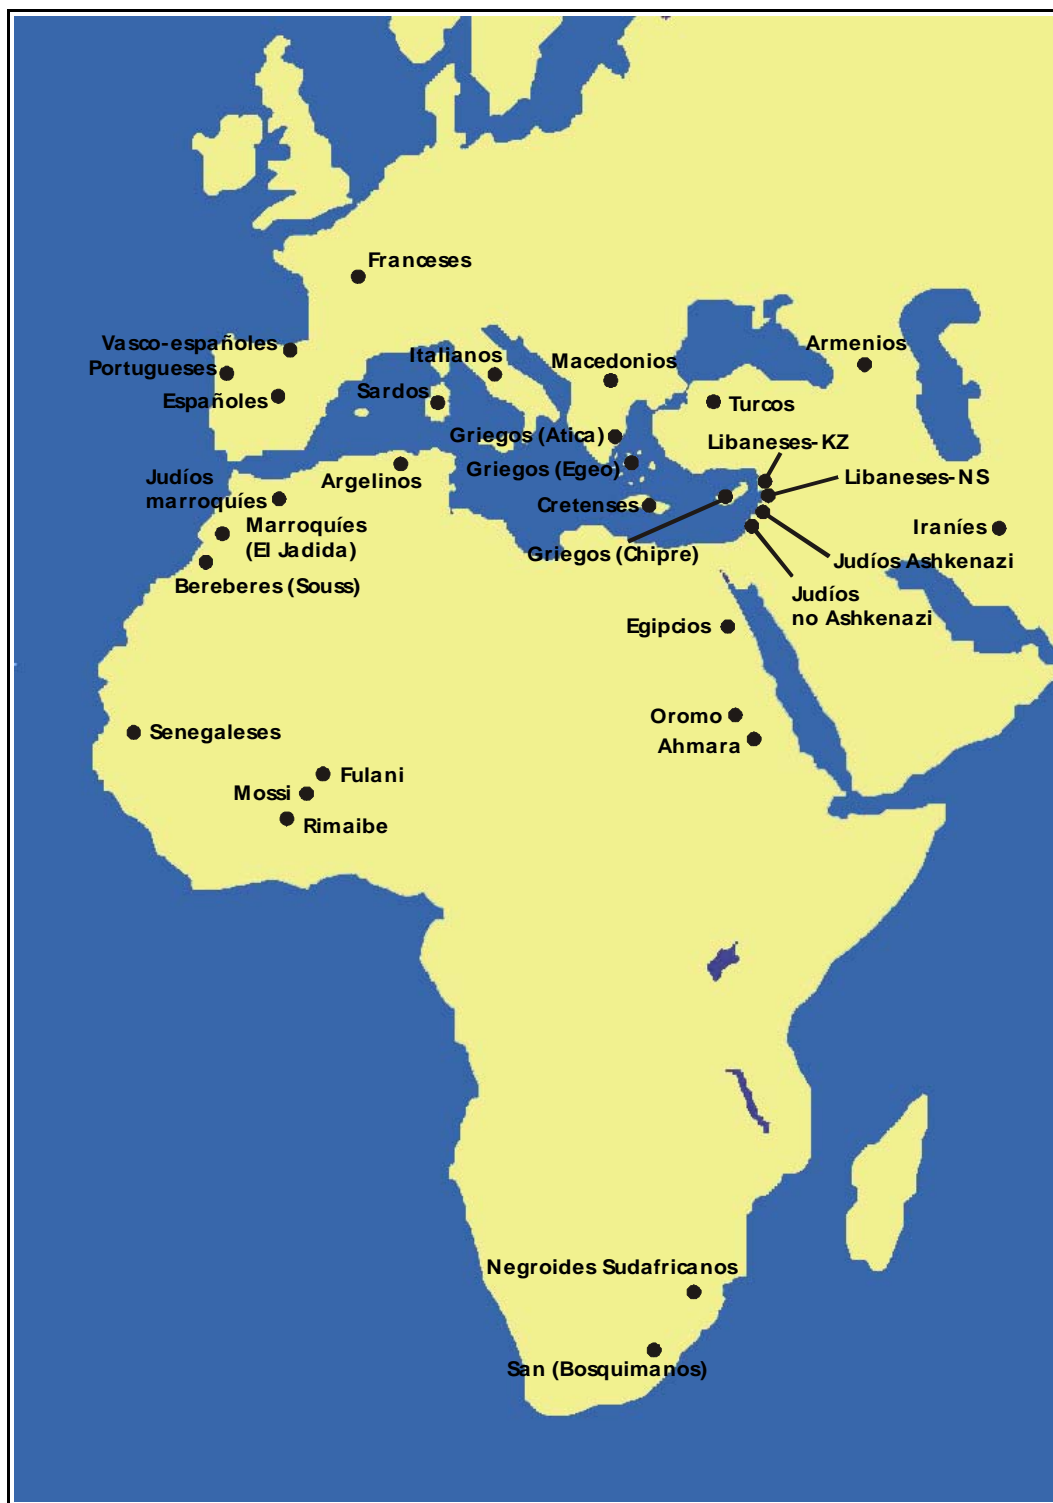 Franceses
Vasco-españoles
Portugueses
Españoles
Italianos
Sardos
Macedonios
Armenios
Turcos
Griegos (Atica)
Griegos (Egeo)
Libaneses-KZ
Libaneses-NS
Judíos
marroquíes
Argelinos
Cretenses
Iraníes
Marroquíes
(El Jadida)
Griegos (Chipre)
Judíos Ashkenazi
Bereberes (Souss)
Judíos
no Ashkenazi
Egipcios
Oromo
Ahmara
Senegaleses
Fulani
Mossi
Rimaibe
Negroides Sudafricanos
San (Bosquimanos)